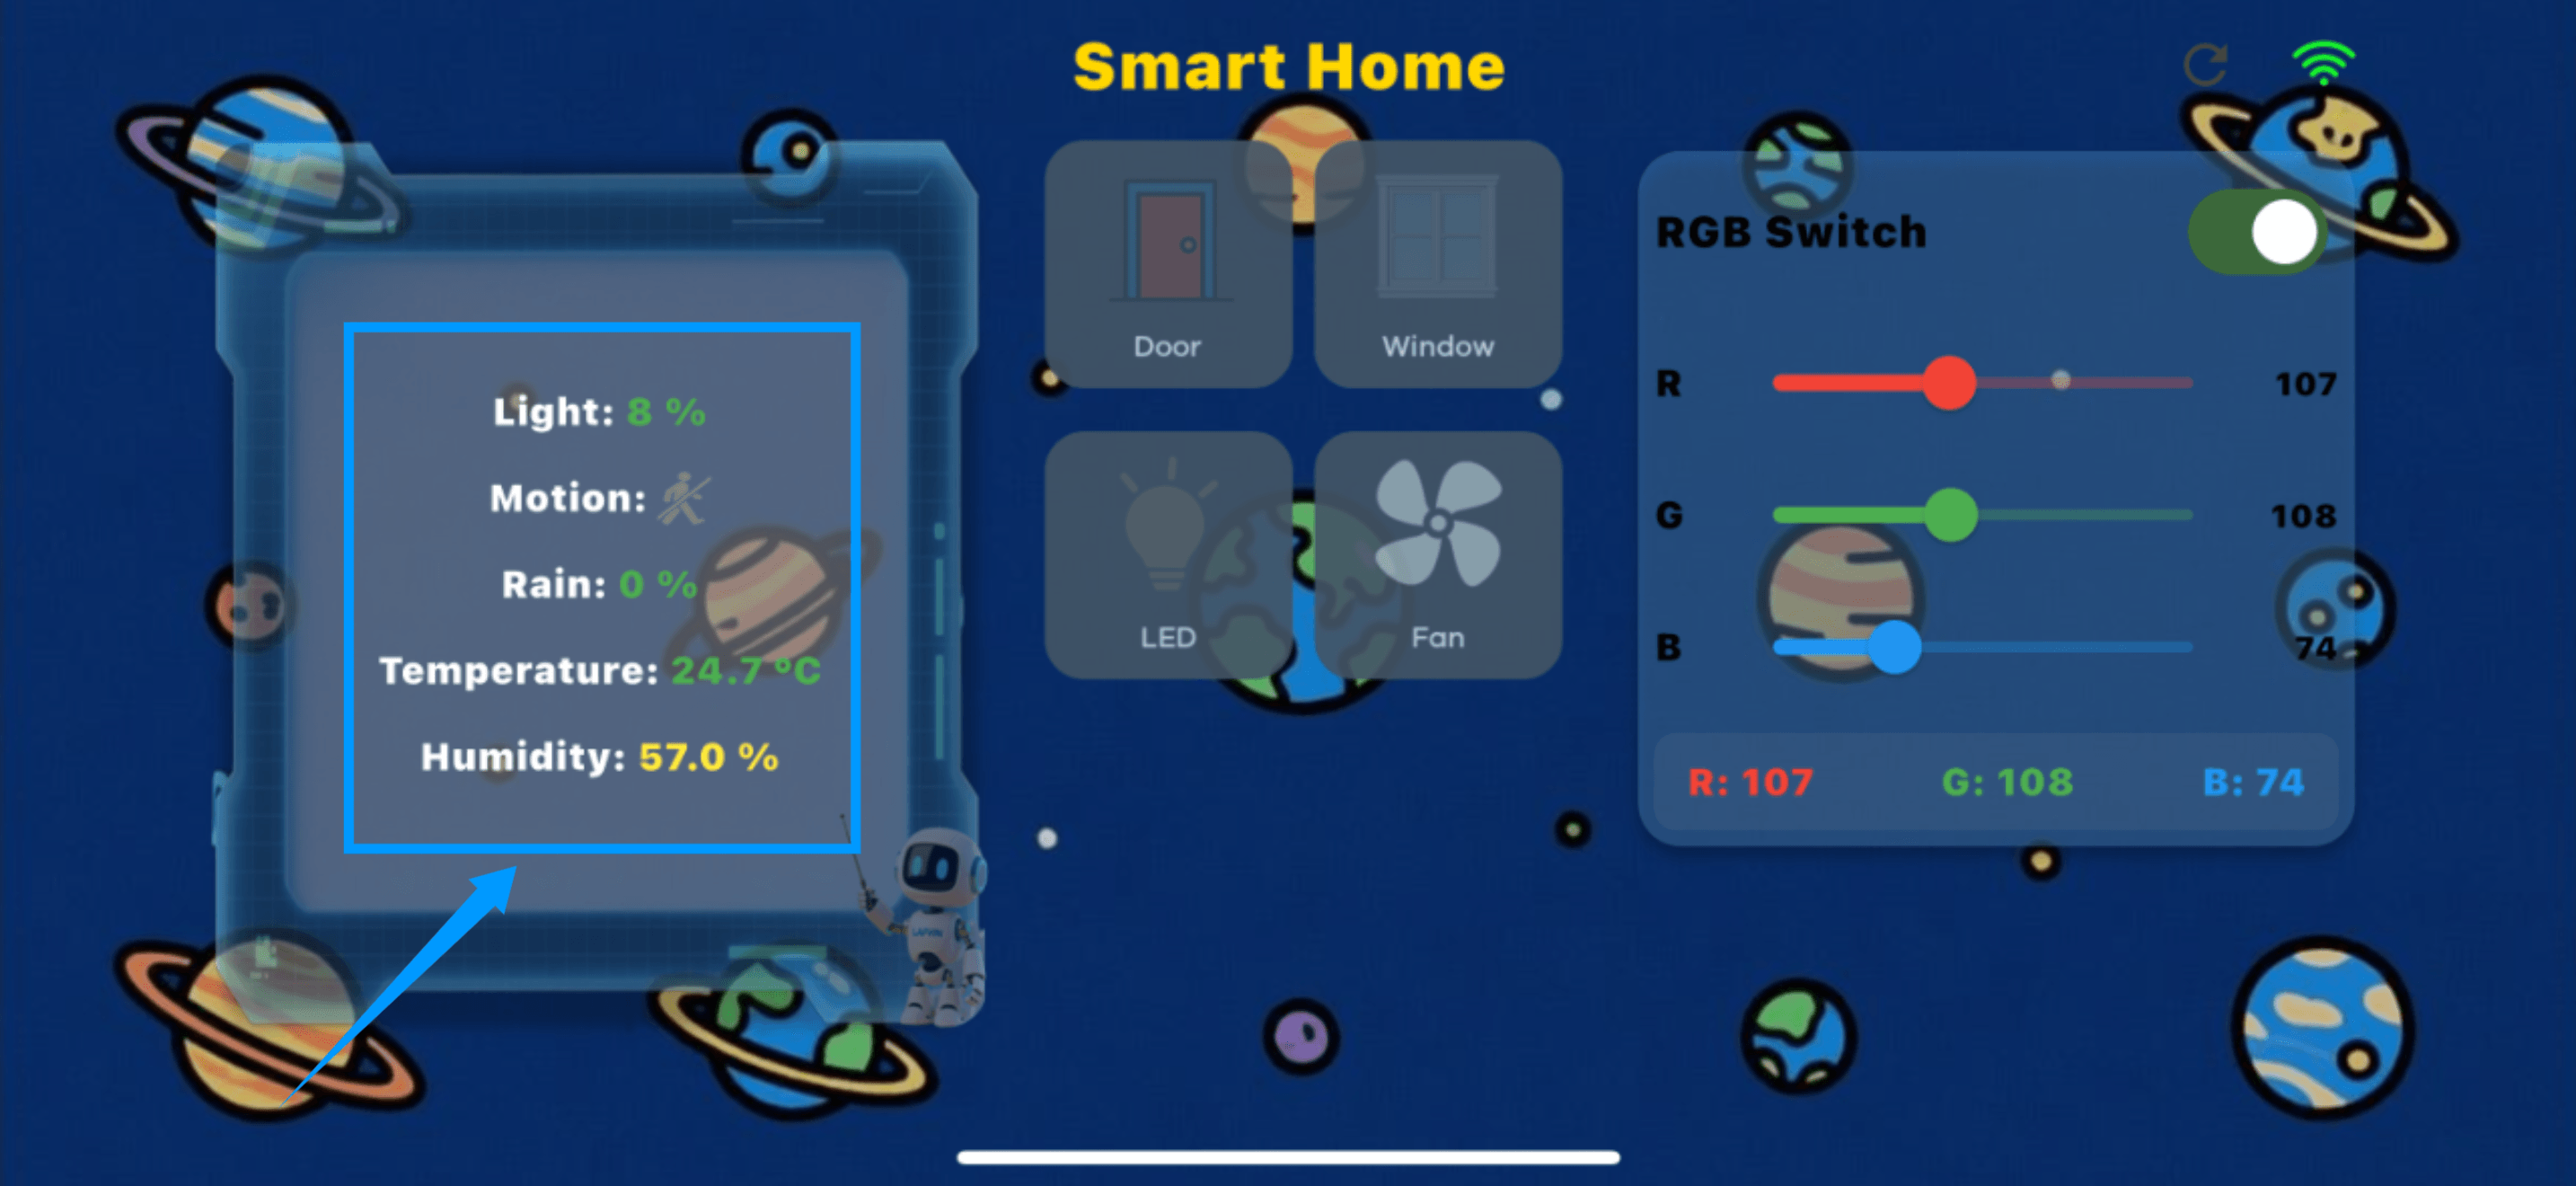 Smart Home
Light: 8 %
Motion:
Rain: 0 %
Temperature: 24.7 °C
Humidity: 57.0 %
Door
Window
LED
Fan
RGB Switch
R 107
G 108
B 74
R: 107 G: 108 B: 74